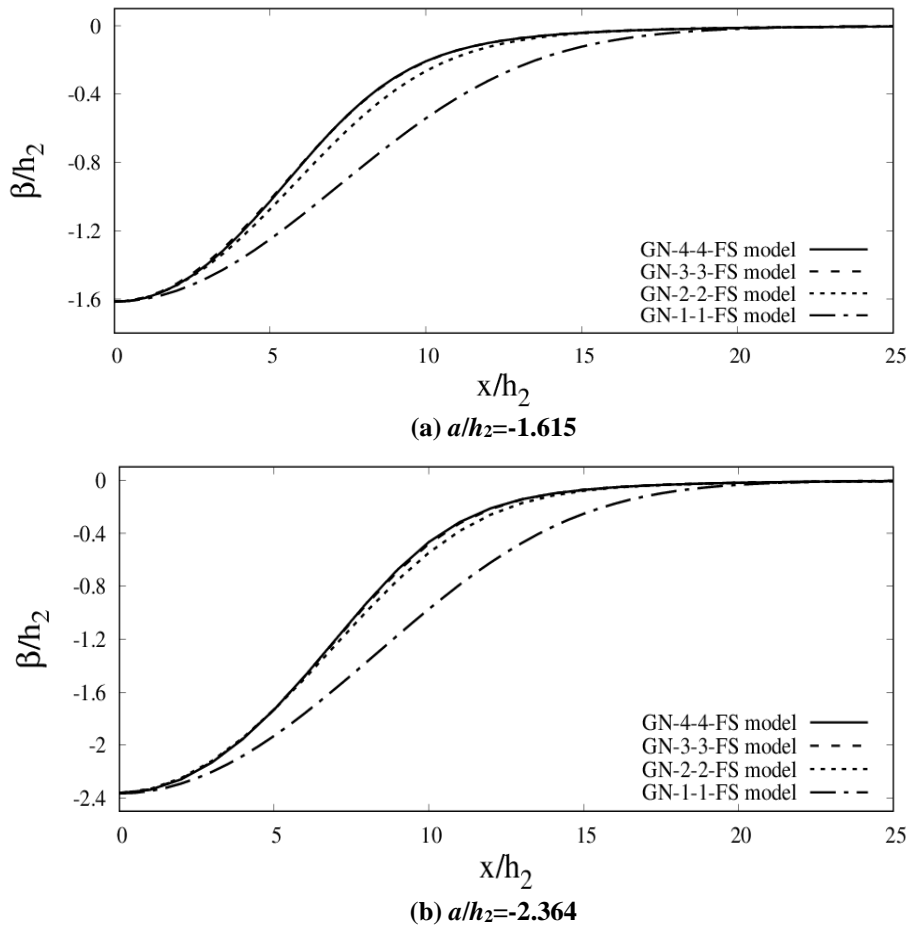 0
-0.4
-0.8
-1.2
-1.6
β/h2
GN-4-4-FS model
GN-3-3-FS model
GN-2-2-FS model
GN-1-1-FS model
0 5 10 15 20 25
x/h2
(a) a/h2=-1.615
0
-0.4
-0.8
-1.2
-1.6
-2
-2.4
β/h2
GN-4-4-FS model
GN-3-3-FS model
GN-2-2-FS model
GN-1-1-FS model
0 5 10 15 20 25
x/h2
(b) a/h2=-2.364